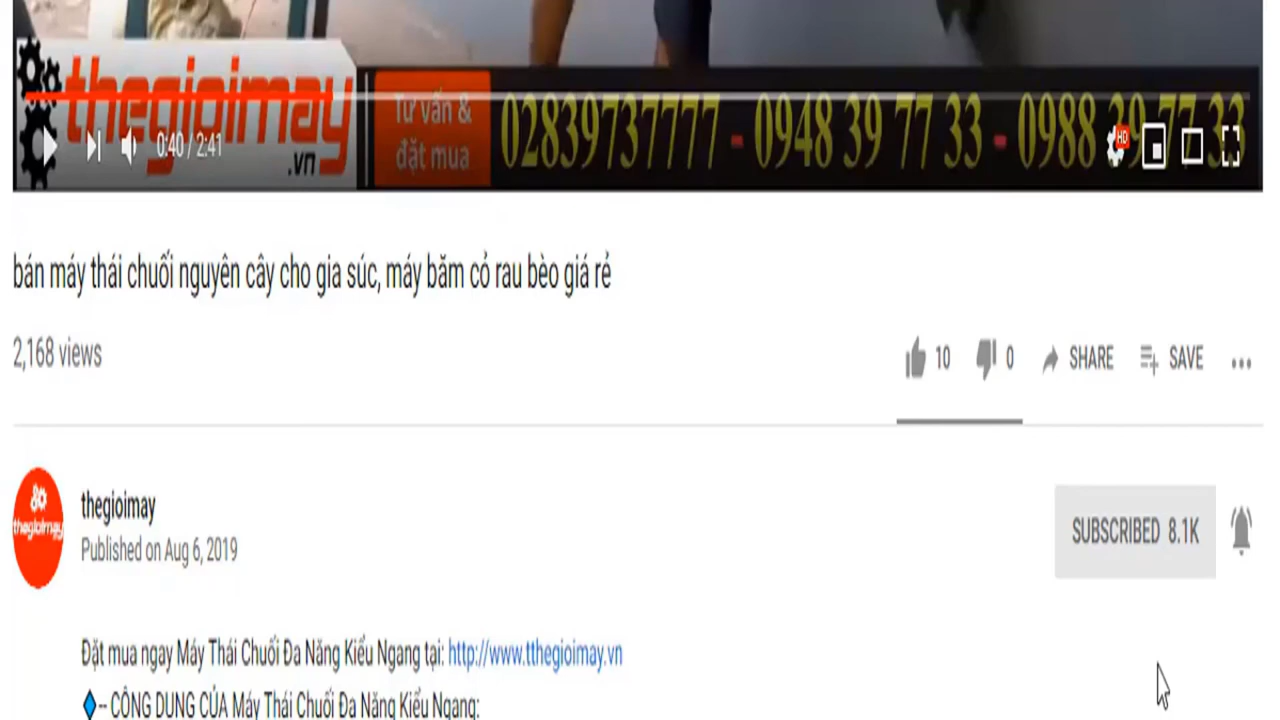 thegioimay
.vn
Tư vấn &
đặt mua
02839737777 - 0948 39 77 33 - 0988 39 77 33
0:40 / 2:41
HD
bán máy thái chuối nguyên cây cho gia súc, máy băm cỏ rau bèo giá rẻ
2,168 views
10 0 SHARE SAVE
thegioimay
thegioimay
Published on Aug 6, 2019
SUBSCRIBED 8.1K
Đặt mua ngay Máy Thái Chuối Đa Năng Kiểu Ngang tại: http://www.tthegioimay.vn
-- CÔNG DỤNG CỦA Máy Thái Chuối Đa Năng Kiểu Ngang: